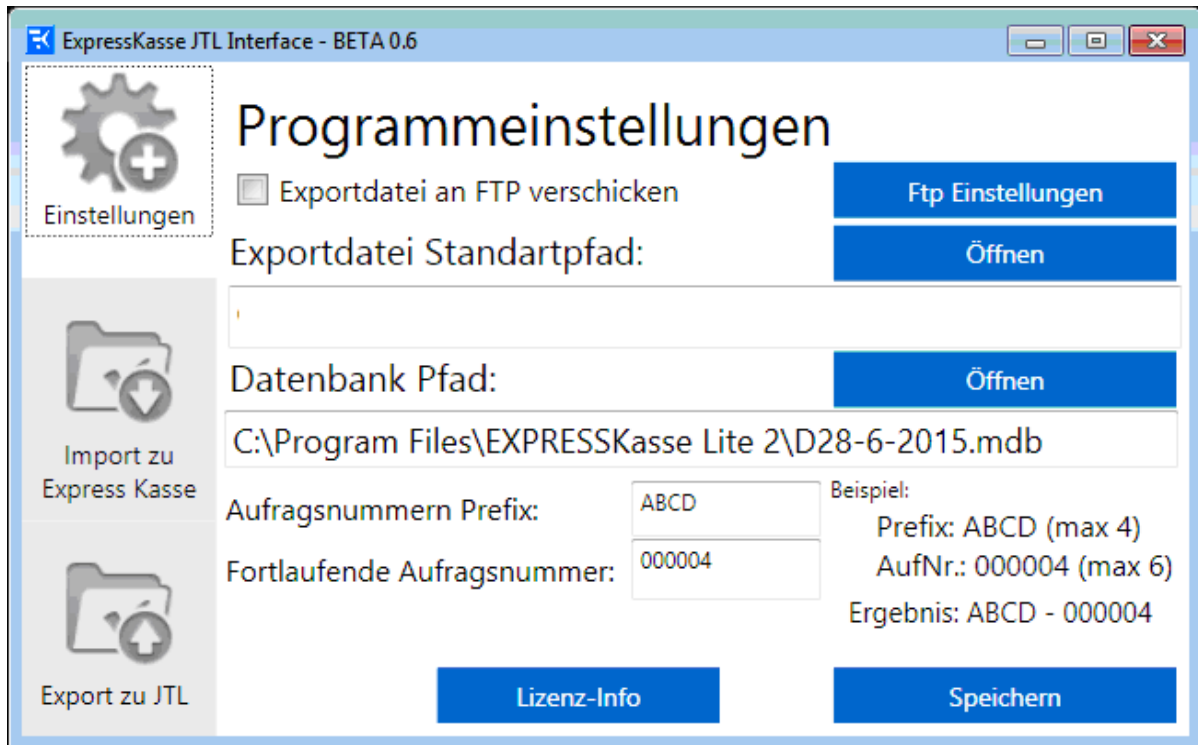 ExpressKasse JTL Interface - BETA 0.6
Einstellungen
Import zu
Express Kasse
Export zu JTL
Programmeinstellungen
Exportdatei an FTP verschicken
Ftp Einstellungen
Exportdatei Standartpfad:
Öffnen
Datenbank Pfad:
Öffnen
C:\Program Files\EXPRESSKasse Lite 2\D28-6-2015.mdb
Aufragsnummern Prefix:
ABCD
Fortlaufende Aufragsnummer:
000004
Beispiel:
Prefix: ABCD (max 4)
AufNr.: 000004 (max 6)
Ergebnis: ABCD - 000004
Lizenz-Info
Speichern